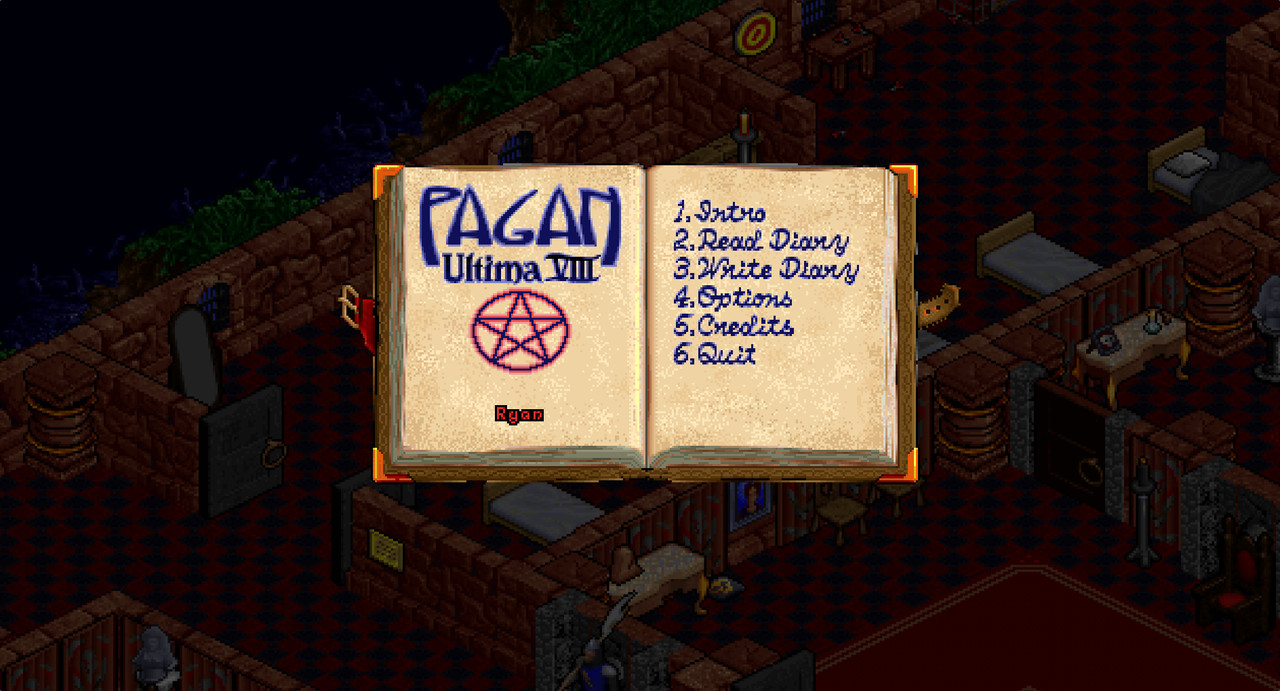 PAGAN
Ultima VIII
Ryan
1. Intro
2. Read Diary
3. Write Diary
4. Options
5. Credits
6. Quit